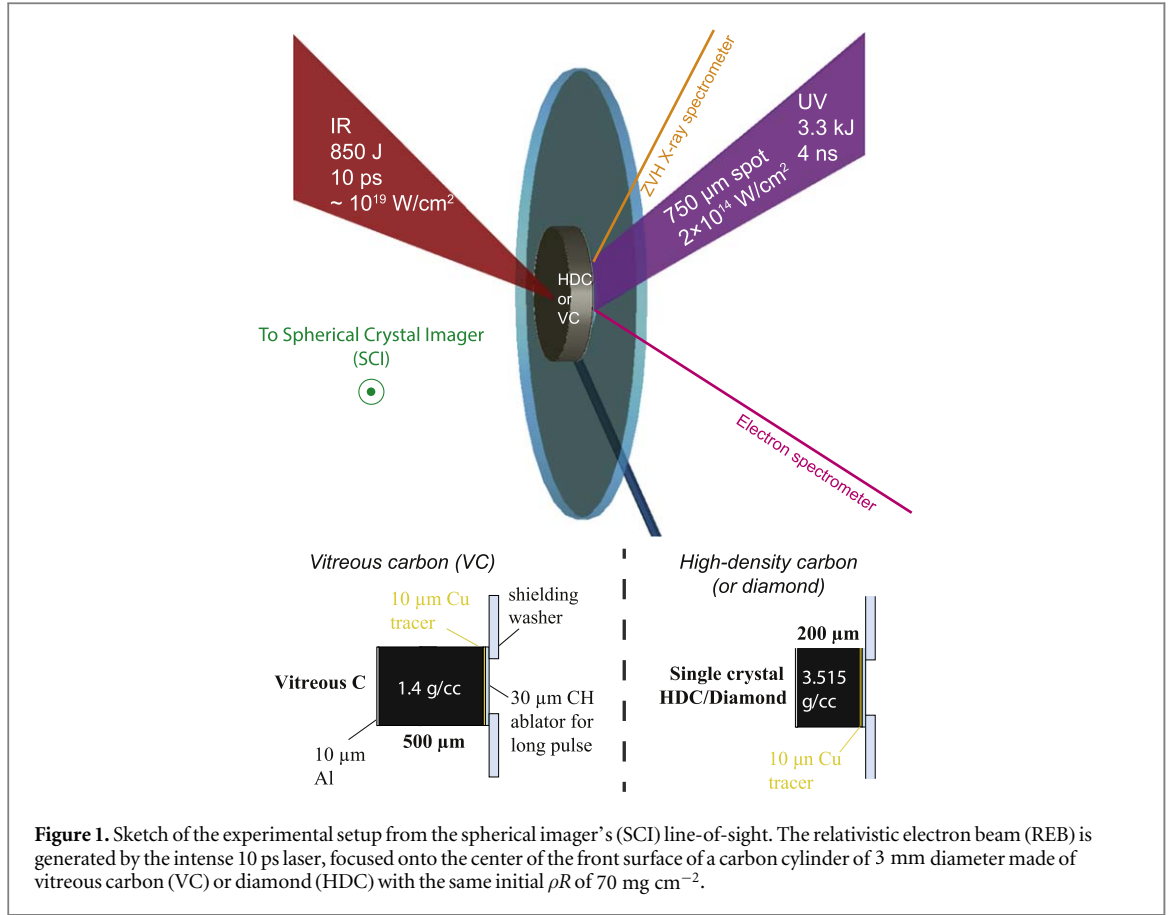 IR
850 J
10 ps
~ 10¹⁹ W/cm²
ZVH X-ray spectrometer
UV
3.3 kJ
4 ns
750 µm spot
2×10¹⁴ W/cm²
HDC
or
VC
To Spherical Crystal Imager
(SCI)
Electron spectrometer
Vitreous carbon (VC)
10 µm Cu
tracer
shielding
washer
Vitreous C
1.4 g/cc
30 µm CH
ablator for
long pulse
500 µm
10 µm
Al
High-density carbon
(or diamond)
200 µm
Single crystal
HDC/Diamond
3.515
g/cc
10 µn Cu
tracer
Figure 1. Sketch of the experimental setup from the spherical imager's (SCI) line-of-sight. The relativistic electron beam (REB) is
generated by the intense 10 ps laser, focused onto the center of the front surface of a carbon cylinder of 3 mm diameter made of
vitreous carbon (VC) or diamond (HDC) with the same initial ρR of 70 mg cm⁻².